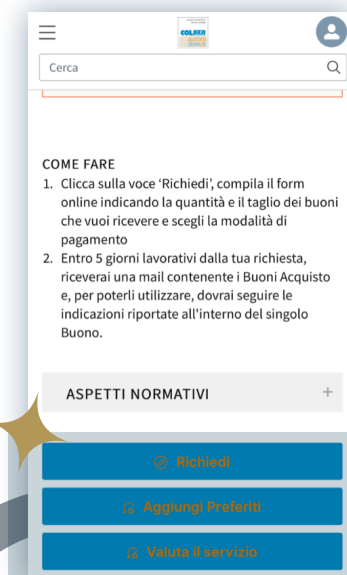 COLSER
Cerca
COME FARE
1. Clicca sulla voce ‘Richiedi’, compila il form
online indicando la quantità e il taglio dei buoni
che vuoi ricevere e scegli la modalità di
pagamento
2. Entro 5 giorni lavorativi dalla tua richiesta,
riceverai una mail contenente i Buoni Acquisto
e, per poterli utilizzare, dovrai seguire le
indicazioni riportate all'interno del singolo
Buono.
ASPETTI NORMATIVI
Richiedi
Aggiungi Preferiti
Valuta il servizio